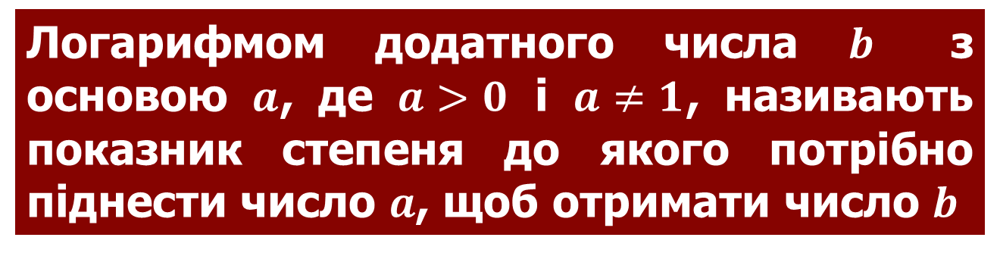 Логарифмом додатного числа b з
основою a, де a > 0 і a ≠ 1, називають
показник степеня до якого потрібно
піднести число a, щоб отримати число b